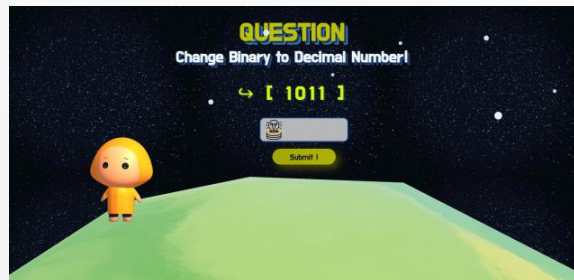 QUESTION
Change Binary to Decimal Number!
↪ [ 1011 ]
Submit !